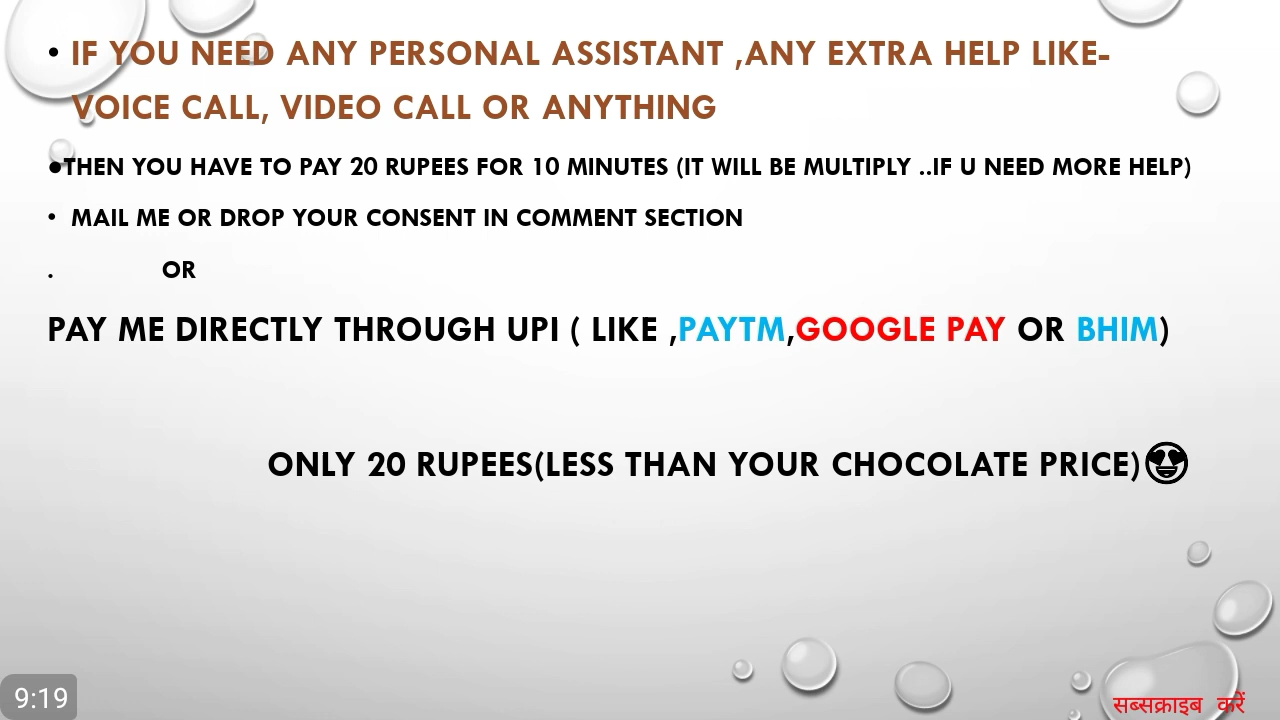 • IF YOU NEED ANY PERSONAL ASSISTANT ,ANY EXTRA HELP LIKE-
VOICE CALL, VIDEO CALL OR ANYTHING
●THEN YOU HAVE TO PAY 20 RUPEES FOR 10 MINUTES (IT WILL BE MULTIPLY ..IF U NEED MORE HELP)
• MAIL ME OR DROP YOUR CONSENT IN COMMENT SECTION
. OR
PAY ME DIRECTLY THROUGH UPI ( LIKE ,PAYTM,GOOGLE PAY OR BHIM)
ONLY 20 RUPEES(LESS THAN YOUR CHOCOLATE PRICE)😍
9:19
सब्सक्राइब करें